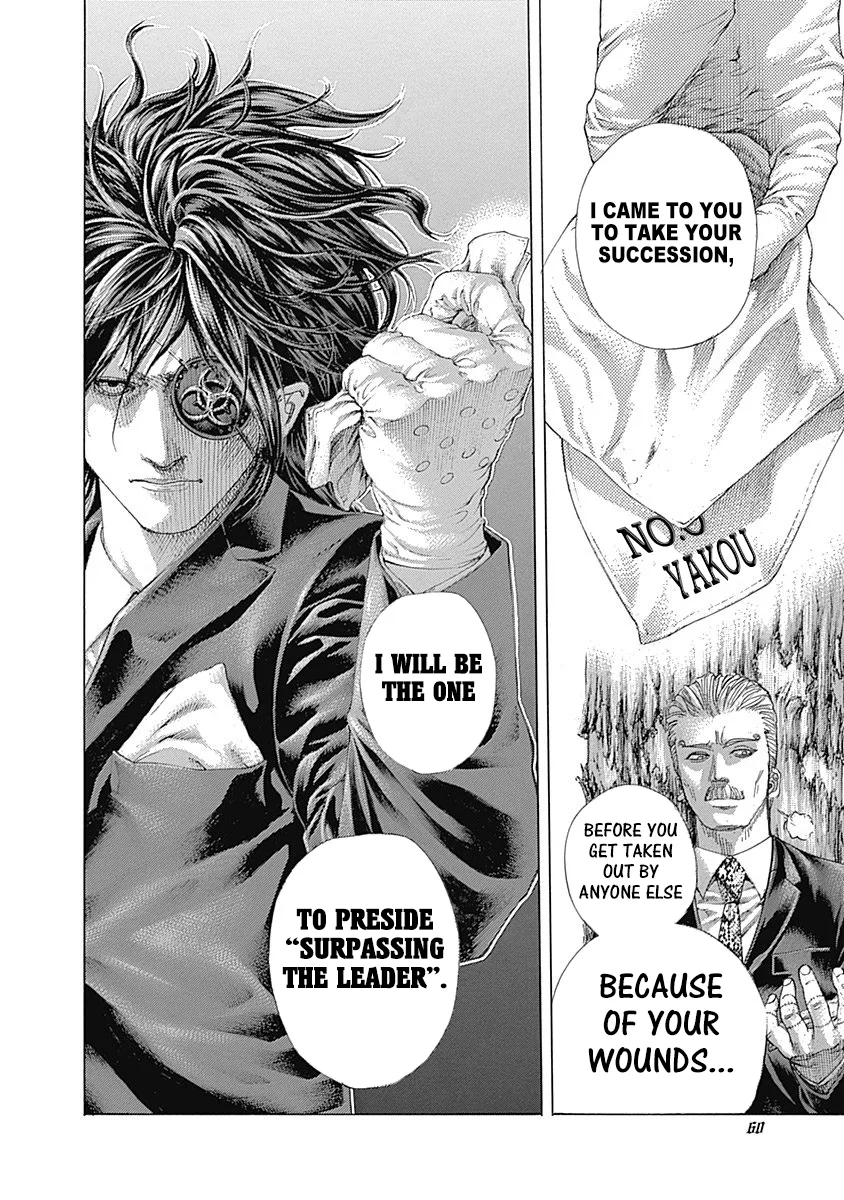 I CAME TO YOU
TO TAKE YOUR
SUCCESSION,
NO.
YAKOU
BEFORE YOU
GET TAKEN
OUT BY
ANYONE ELSE
BECAUSE
OF YOUR
WOUNDS...
I WILL BE
THE ONE
TO PRESIDE
“SURPASSING
THE LEADER”.
60